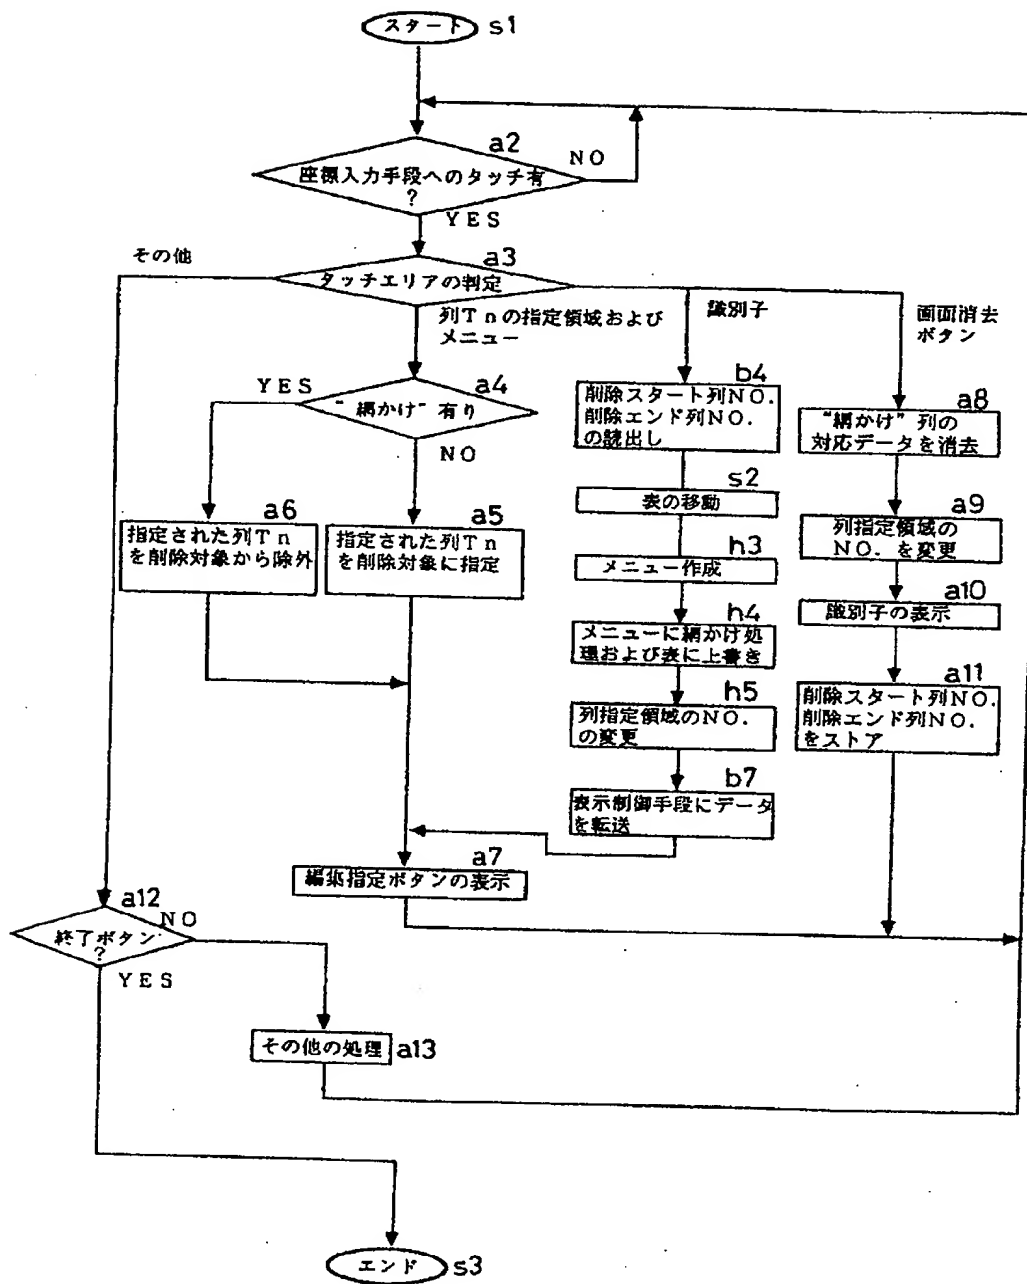 スタート s1
a2
座標入力手段へのタッチ有
?
NO
YES
その他
a3
タッチエリアの判定
列Tnの指定領域および
メニュー
識別子
画面消去
ボタン
YES
a4
"網かけ"有り
NO
a6
指定された列Tn
を削除対象から除外
a5
指定された列Tn
を削除対象に指定
b4
削除スタート列NO.
削除エンド列NO.
の読出し
s2
表の移動
h3
メニュー作成
h4
メニューに網かけ処
理および表に上書き
h5
列指定領域のNO.
の変更
b7
表示制御手段にデータ
を転送
a8
"網かけ"列の
対応データを消去
a9
列指定領域の
NO.を変更
a10
識別子の表示
a11
削除スタート列NO.
削除エンド列NO.
をストア
a7
編集指定ボタンの表示
a12
終了ボタン
?
NO
YES
その他の処理 a13
エンド s3